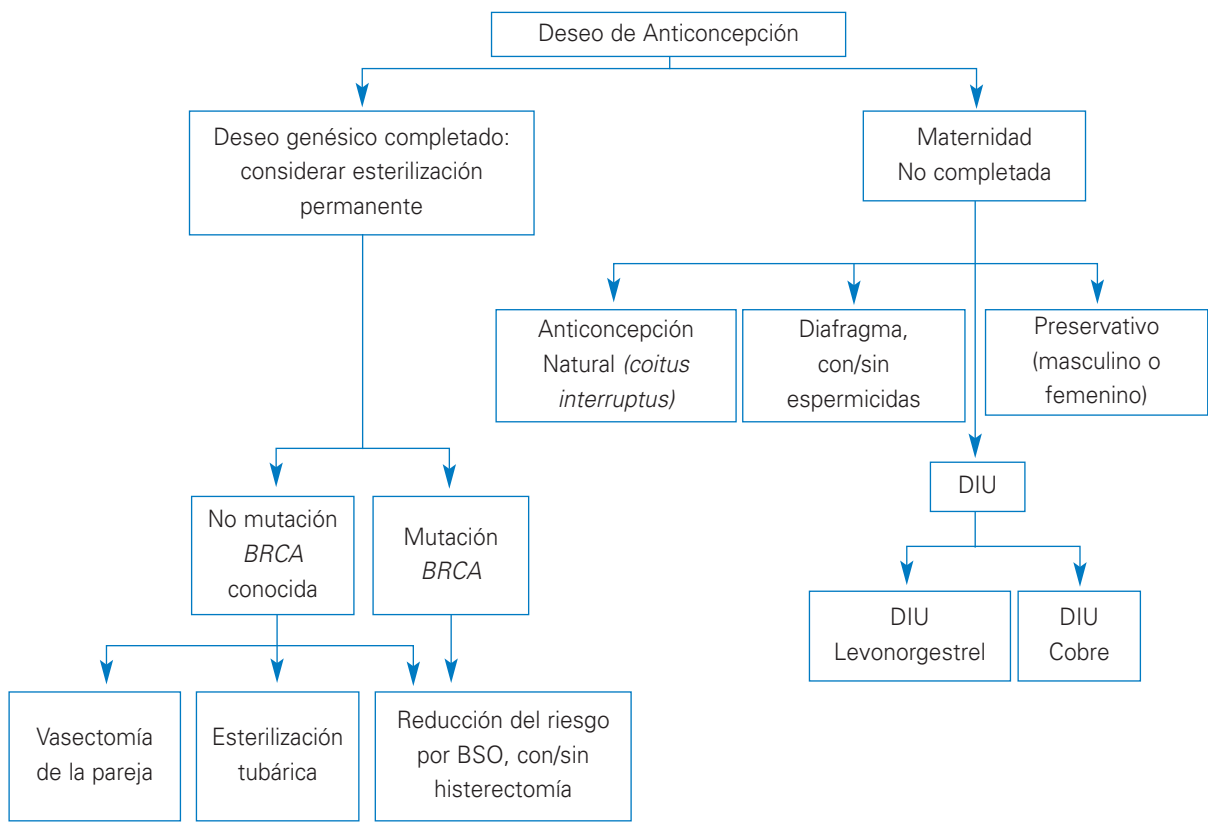 Deseo de Anticoncepción
Deseo genésico completado:
considerar esterilización
permanente
Maternidad
No completada
Anticoncepción
Natural (coitus
interruptus)
Diafragma,
con/sin
espermicidas
Preservativo
(masculino o
femenino)
DIU
No mutación
BRCA
conocida
Mutación
BRCA
DIU
Levonorgestrel
DIU
Cobre
Vasectomía
de la pareja
Esterilización
tubárica
Reducción del riesgo
por BSO, con/sin
histerectomía